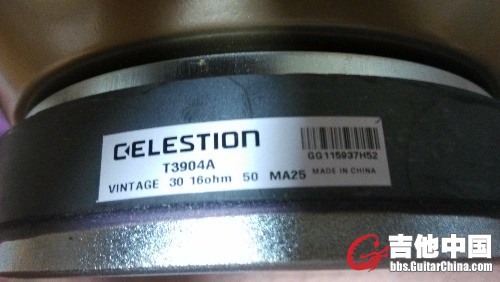 CELESTION
T3904A
VINTAGE 30 16ohm 50 MA25
GG115937H52
MADE IN CHINA
吉他中国
bbs.GuitarChina.com